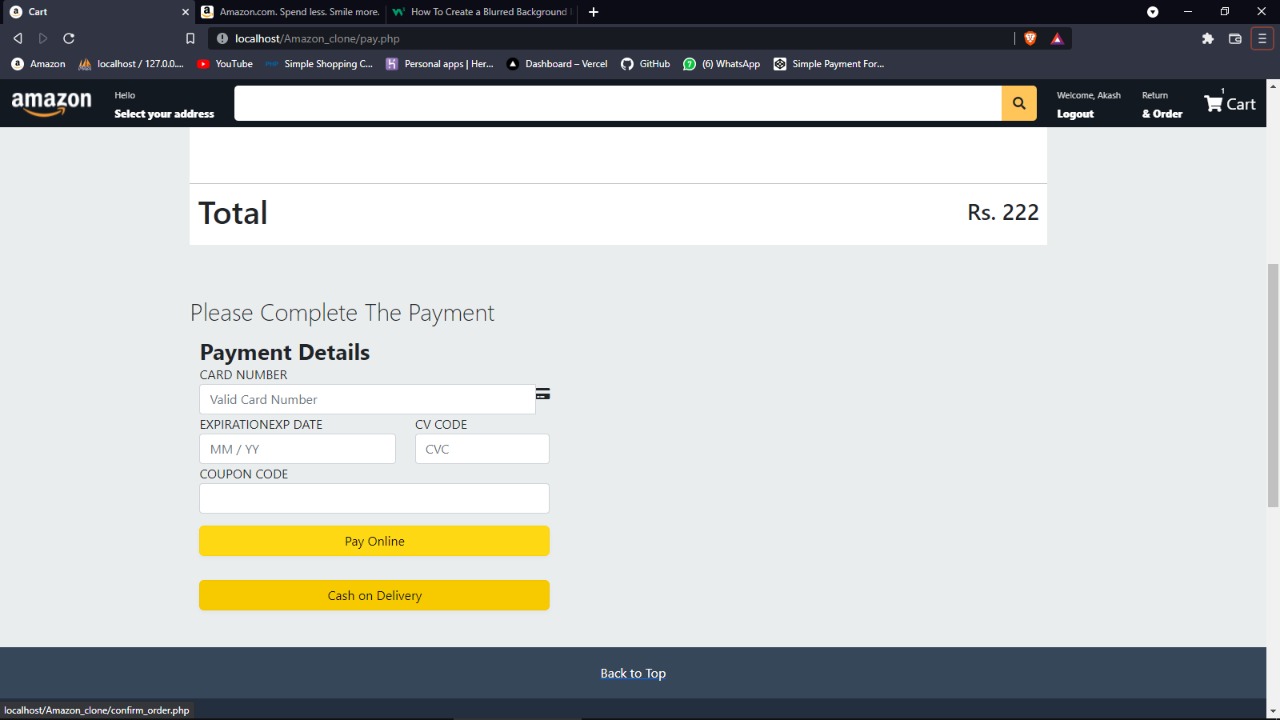 Cart
Amazon.com. Spend less. Smile more.
How To Create a Blurred Background
localhost/Amazon_clone/pay.php
Amazon
localhost / 127.0.0....
YouTube
Simple Shopping C...
Personal apps | Her...
Dashboard – Vercel
GitHub
(6) WhatsApp
Simple Payment For...
amazon
Hello
Select your address
Welcome, Akash
Logout
Return
& Order
1
Cart
Total
Rs. 222
Please Complete The Payment
Payment Details
CARD NUMBER
Valid Card Number
EXPIRATIONEXP DATE
CV CODE
MM / YY
CVC
COUPON CODE
Pay Online
Cash on Delivery
Back to Top
localhost/Amazon_clone/confirm_order.php